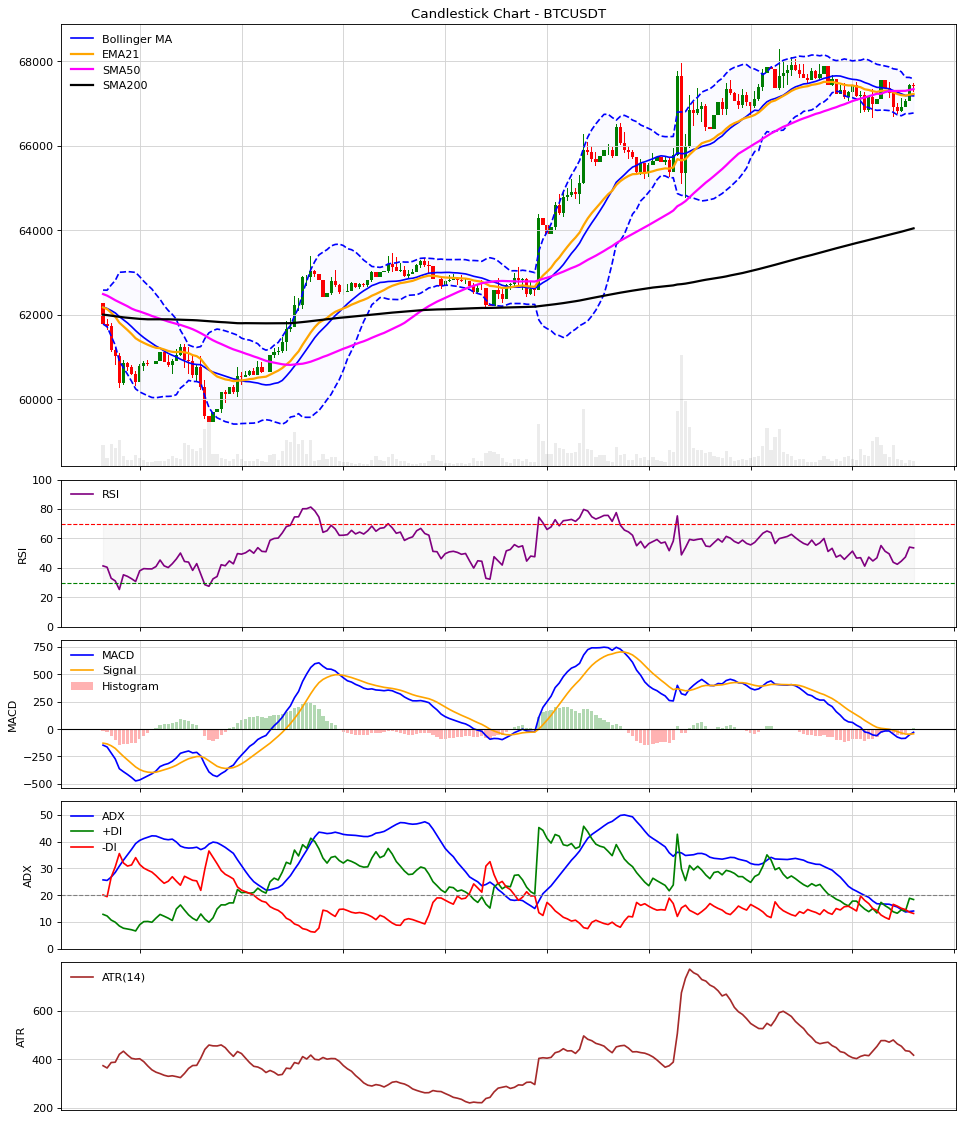 Candlestick Chart - BTCUSDT
Bollinger MA
EMA21
SMA50
SMA200
68000
66000
64000
62000
60000
RSI
RSI
100
80
60
40
20
0
MACD
Signal
Histogram
MACD
750
500
250
0
−250
−500
ADX
+DI
-DI
ADX
50
40
30
20
10
0
ATR(14)
ATR
600
400
200